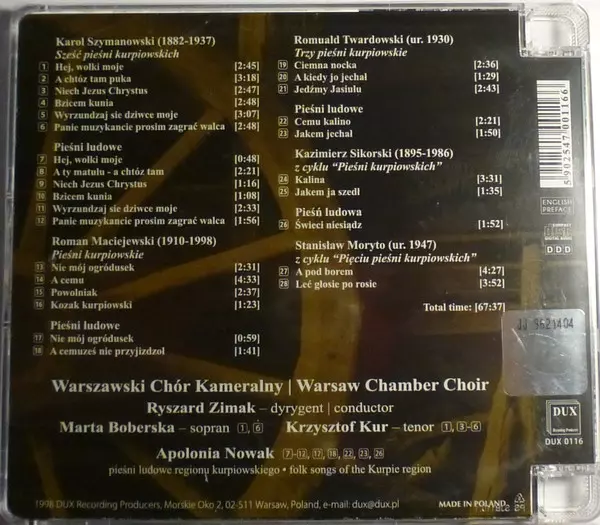 Karol Szymanowski (1882-1937)
Sześć pieśni kurpiowskich
1 Hej, wolki moje [2:45]
2 A chtóz tam puka [3:18]
3 Niech Jezus Chrystus [2:47]
4 Bzicem kunia [2:48]
5 Wyrzundzaj sie dziwce moje [3:07]
6 Panie muzykancie prosim zagrać walca [2:48]
Pieśni ludowe
7 Hej, wolki moje [0:48]
8 A ty matulu - a chtóz tam [2:21]
9 Niech Jezus Chrystus [1:16]
10 Bzicem kunia [1:08]
11 Wyrzundzaj sie dziwce moje [2:33]
12 Panie muzykancie prosim zagrać walca [1:56]
Roman Maciejewski (1910-1998)
Pieśni kurpiowskie
13 Nie mój ogródusek [2:31]
14 A cemu [4:33]
15 Powolniak [2:37]
16 Kozak kurpiowski [1:23]
Pieśni ludowe
17 Nie mój ogródusek [0:59]
18 A cemuześ nie przyjizdzoł [1:41]
Romuald Twardowski (ur. 1930)
Trzy pieśni kurpiowskie
19 Ciemna nocka [2:36]
20 A kiedy jo jechał [1:29]
21 Jedźmy Jasiulu [2:43]
Pieśni ludowe
22 Cemu kalino [2:21]
23 Jakem jechał [1:50]
Kazimierz Sikorski (1895-1986)
z cyklu "Pieśni kurpiowskich"
24 Kalina [3:31]
25 Jakem ja szedl [1:35]
Pieśń ludowa
26 Świeci niesiądz [1:52]
Stanisław Moryto (ur. 1947)
z cyklu "Pięciu pieśni kurpiowskich"
27 A pod borem [4:27]
28 Leć głosie po rosie [3:52]
Total time: [67:37]
5 902547 001166
ENGLISH PREFACE
COMPACT
DIGITAL AUDIO
DDD
JJ 9521404
DUX
Recording Producers
DUX 0116
Warszawski Chór Kameralny | Warsaw Chamber Choir
Ryszard Zimak – dyrygent | conductor
Marta Boberska – sopran 1, 6 Krzysztof Kur – tenor 1, 3-6
Apolonia Nowak 7-12, 17, 18, 22, 23, 26
pieśni ludowe regionu kurpiowskiego • folk songs of the Kurpie region
1998 DUX Recording Producers, Morskie Oko 2, 02-511 Warsaw, Poland, e-mail: dux@dux.pl
MADE IN POLAND